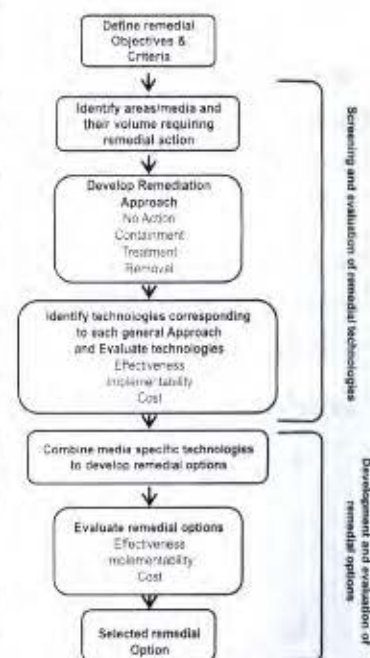 Define remedial
Objectives &
Criteria
Identify areas/media and
their volume requiring
remedial action
Develop Remediation
Approach
No Action
Containment
Treatment
Removal
Identify technologies corresponding
to each general Approach
and Evaluate technologies
Effectiveness
Implementability
Cost
Screening and evaluation of remedial technologies
Combine media specific technologies
to develop remedial options
Evaluate remedial options
Effectiveness
Implementability
Cost
Selected remedial
Option
Development and evaluation of
remedial options